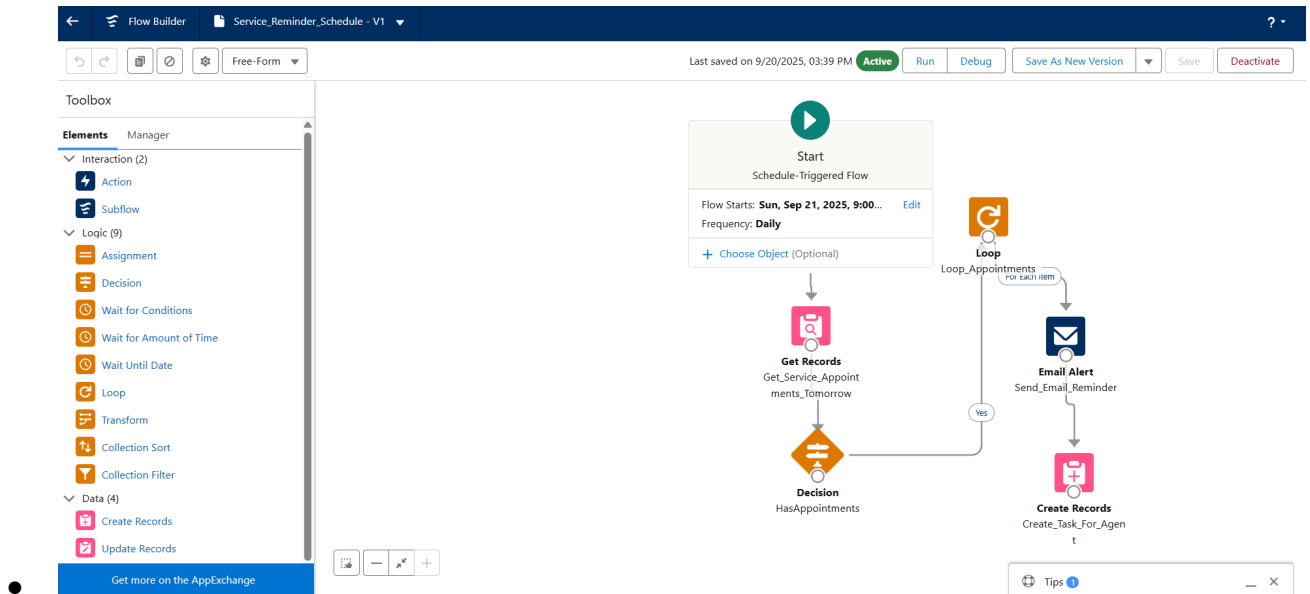 Flow Builder
Service_Reminder_Schedule - V1
?
Free-Form
Last saved on 9/20/2025, 03:39 PM
Active
Run
Debug
Save As New Version
Save
Deactivate
Toolbox
Elements
Manager
Interaction (2)
Action
Subflow
Logic (9)
Assignment
Decision
Wait for Conditions
Wait for Amount of Time
Wait Until Date
Loop
Transform
Collection Sort
Collection Filter
Data (4)
Create Records
Update Records
Get more on the AppExchange
Start
Schedule-Triggered Flow
Flow Starts: Sun, Sep 21, 2025, 9:00...
Edit
Frequency: Daily
+ Choose Object (Optional)
Loop
Loop_Appointments
For Each Item
Get Records
Get_Service_Appoint
ments_Tomorrow
Email Alert
Send_Email_Reminder
Yes
Decision
HasAppointments
Create Records
Create_Task_For_Agen
t
Tips 1